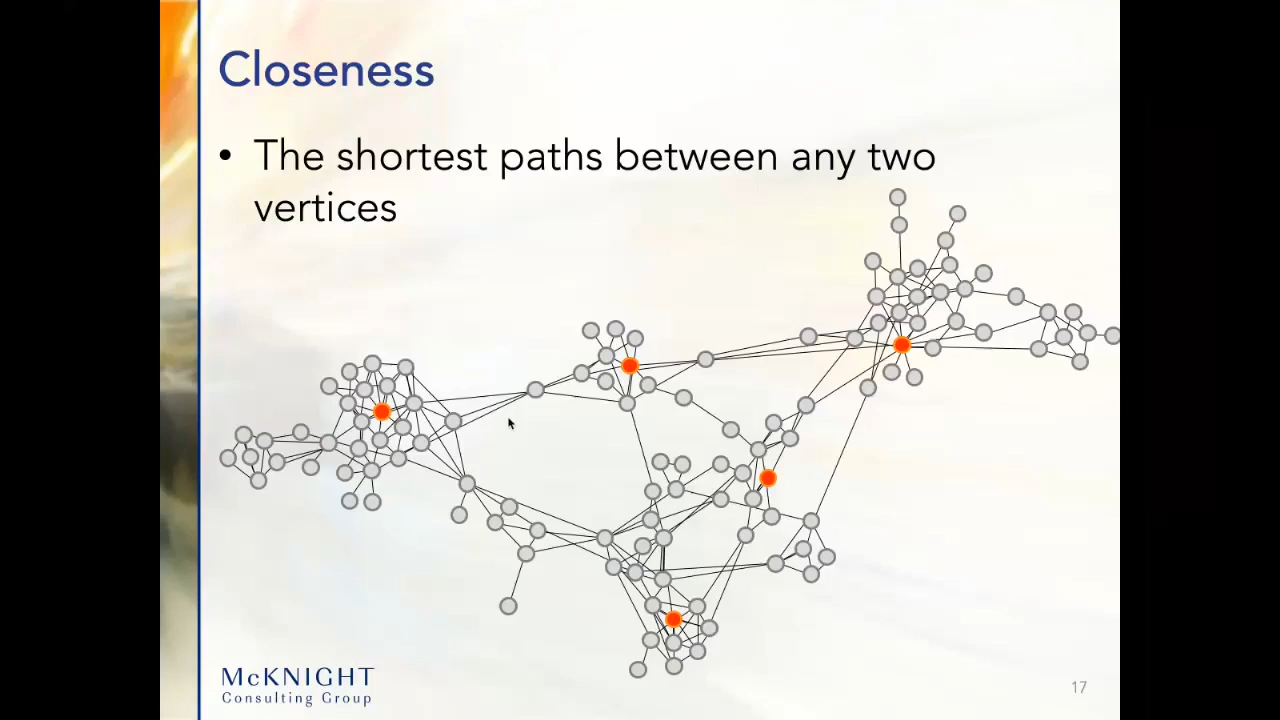 Closeness
• The shortest paths between any two
vertices
McKNIGHT
Consulting Group
17